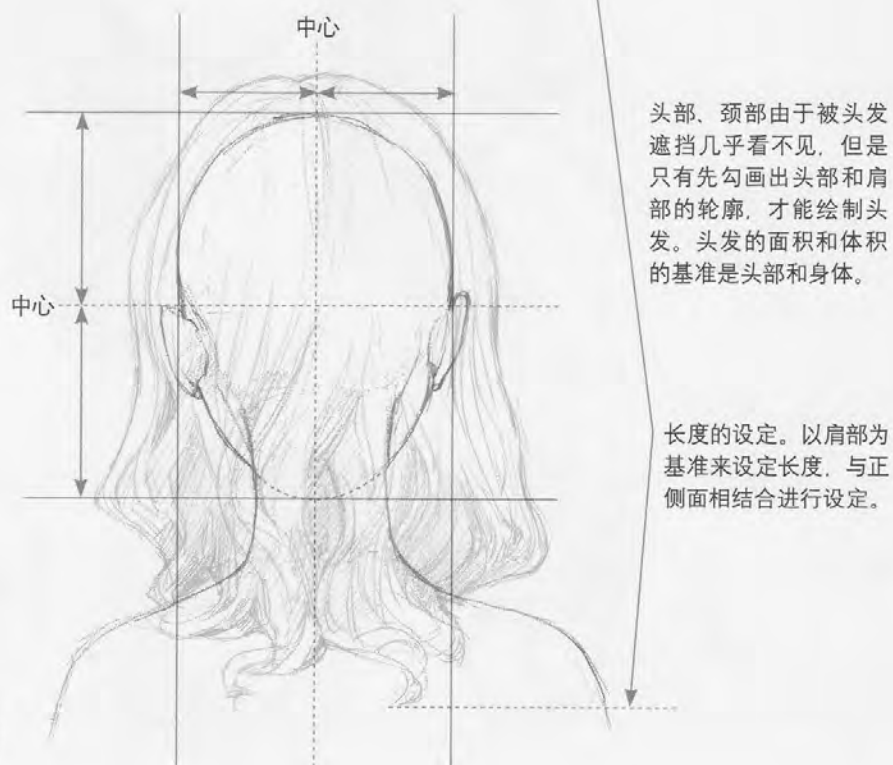 中心
头部、颈部由于被头发
遮挡几乎看不见，但是
只有先勾画出头部和肩
部的轮廓，才能绘制头
发。头发的面积和体积
的基准是头部和身体。
中心
长度的设定。以肩部为
基准来设定长度，与正
侧面相结合进行设定。